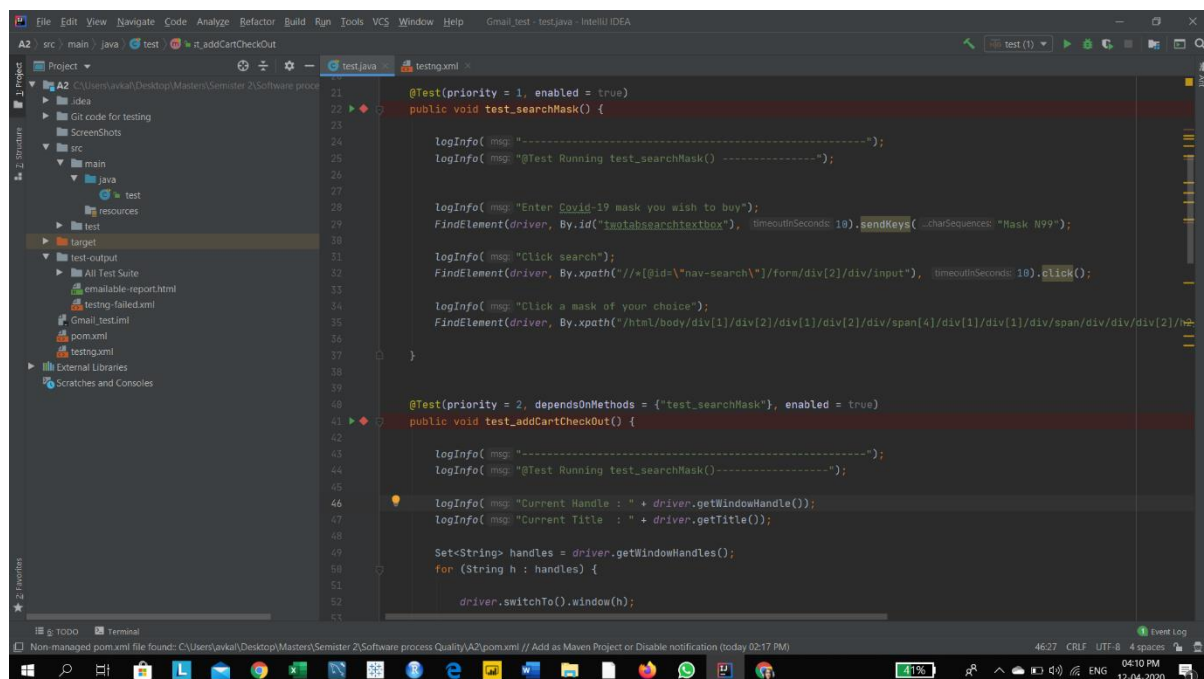 File Edit View Navigate Code Analyze Refactor Build Run Tools VCS Window Help Gmail_test - test.java - IntelliJ IDEA
A2 src main java test st_addCartCheckOut test (1)
Project test.java testng.xml
1: Project
Z: Structure
2: Favorites
A2 C:\Users\avkal\Desktop\Masters\Semister 2\Software proce
.idea
Git code for testing
ScreenShots
src
main
java
test
resources
test
target
test-output
All Test Suite
emailable-report.html
testng-failed.xml
Gmail_test.iml
pom.xml
testng.xml
External Libraries
Scratches and Consoles
21 @Test(priority = 1, enabled = true)
22 public void test_searchMask() {
23
24 logInfo( msg: "------------------------------------------------------");
25 logInfo( msg: "@Test Running test_searchMask() ---------------");
26
27
28 logInfo( msg: "Enter Covid-19 mask you wish to buy");
29 FindElement(driver, By.id("twotabsearchtextbox"), timeoutInSeconds: 10).sendKeys( ...charSequences: "Mask N99");
30
31 logInfo( msg: "Click search");
32 FindElement(driver, By.xpath("//*[@id=\"nav-search\"]/form/div[2]/div/input"), timeoutInSeconds: 10).click();
33
34 logInfo( msg: "Click a mask of your choice");
35 FindElement(driver, By.xpath("/html/body/div[1]/div[2]/div[1]/div[2]/div/span[4]/div[1]/div[1]/div/span/div/div/div[2]/h2
36
37 }
38
39
40 @Test(priority = 2, dependsOnMethods = {"test_searchMask"}, enabled = true)
41 public void test_addCartCheckOut() {
42
43 logInfo( msg: "------------------------------------------------------");
44 logInfo( msg: "@Test Running test_searchMask()------------------");
45
46 logInfo( msg: "Current Handle : " + driver.getWindowHandle());
47 logInfo( msg: "Current Title  : " + driver.getTitle());
48
49 Set<String> handles = driver.getWindowHandles();
50 for (String h : handles) {
51
52 driver.switchTo().window(h);
53
6: TODO Terminal 1 Event Log
Non-managed pom.xml file found: C:\Users\avkal\Desktop\Masters\Semister 2\Software process Quality\A2\pom.xml // Add as Maven Project or Disable notification (today 02:17 PM) 46:27 CRLF UTF-8 4 spaces
41% ENG 04:10 PM
12-04-2020